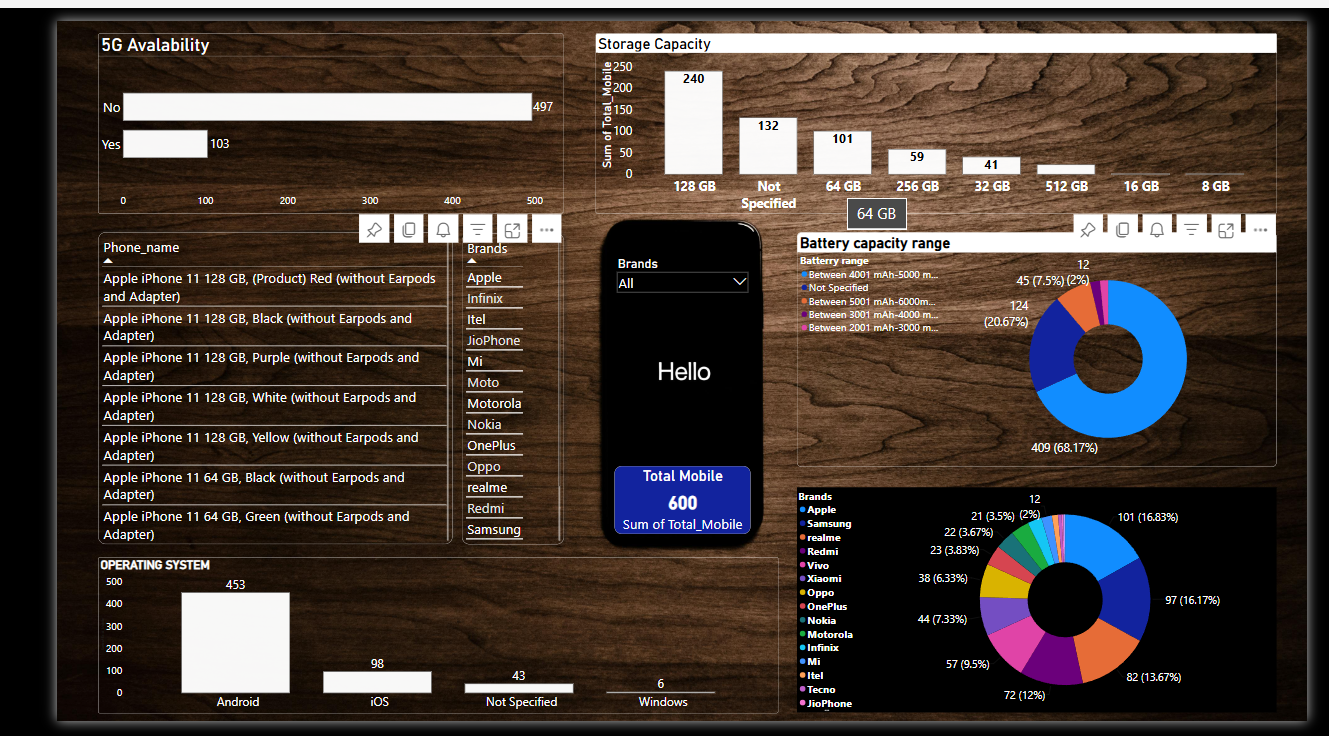 5G Avalability
No
497
Yes
103
0 100 200 300 400 500
Storage Capacity
Sum of Total_Mobile
250
200
150
100
50
0
240
132
101
59
41
128 GB
Not
Specified
64 GB
256 GB
32 GB
512 GB
16 GB
8 GB
64 GB
Phone_name
Apple iPhone 11 128 GB, (Product) Red (without Earpods
and Adapter)
Apple iPhone 11 128 GB, Black (without Earpods and
Adapter)
Apple iPhone 11 128 GB, Purple (without Earpods and
Adapter)
Apple iPhone 11 128 GB, White (without Earpods and
Adapter)
Apple iPhone 11 128 GB, Yellow (without Earpods and
Adapter)
Apple iPhone 11 64 GB, Black (without Earpods and
Adapter)
Apple iPhone 11 64 GB, Green (without Earpods and
Adapter)
Brands
Apple
Infinix
Itel
JioPhone
Mi
Moto
Motorola
Nokia
OnePlus
Oppo
realme
Redmi
Samsung
Brands
All
Hello
Total Mobile
600
Sum of Total_Mobile
Battery capacity range
Batterry range
Between 4001 mAh-5000 m...
Not Specified
Between 5001 mAh-6000m...
Between 3001 mAh-4000 m...
Between 2001 mAh-3000 m...
12
(2%)
45 (7.5%)
124
(20.67%)
409 (68.17%)
OPERATING SYSTEM
500
400
300
200
100
0
453
98
43
6
Android
iOS
Not Specified
Windows
Brands
Apple
Samsung
realme
Redmi
Vivo
Xiaomi
Oppo
OnePlus
Nokia
Motorola
Infinix
Mi
Itel
Tecno
JioPhone
12
(2%)
21 (3.5%)
22 (3.67%)
23 (3.83%)
38 (6.33%)
44 (7.33%)
57 (9.5%)
72 (12%)
82 (13.67%)
97 (16.17%)
101 (16.83%)